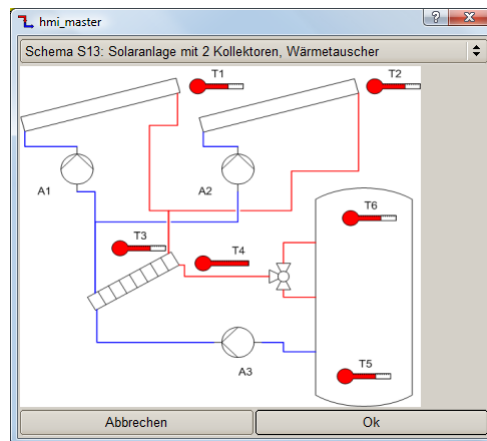 hmi_master
?
Schema S13: Solaranlage mit 2 Kollektoren, Wärmetauscher
T1
T2
A1
A2
T6
T3
T4
A3
T5
Abbrechen
Ok